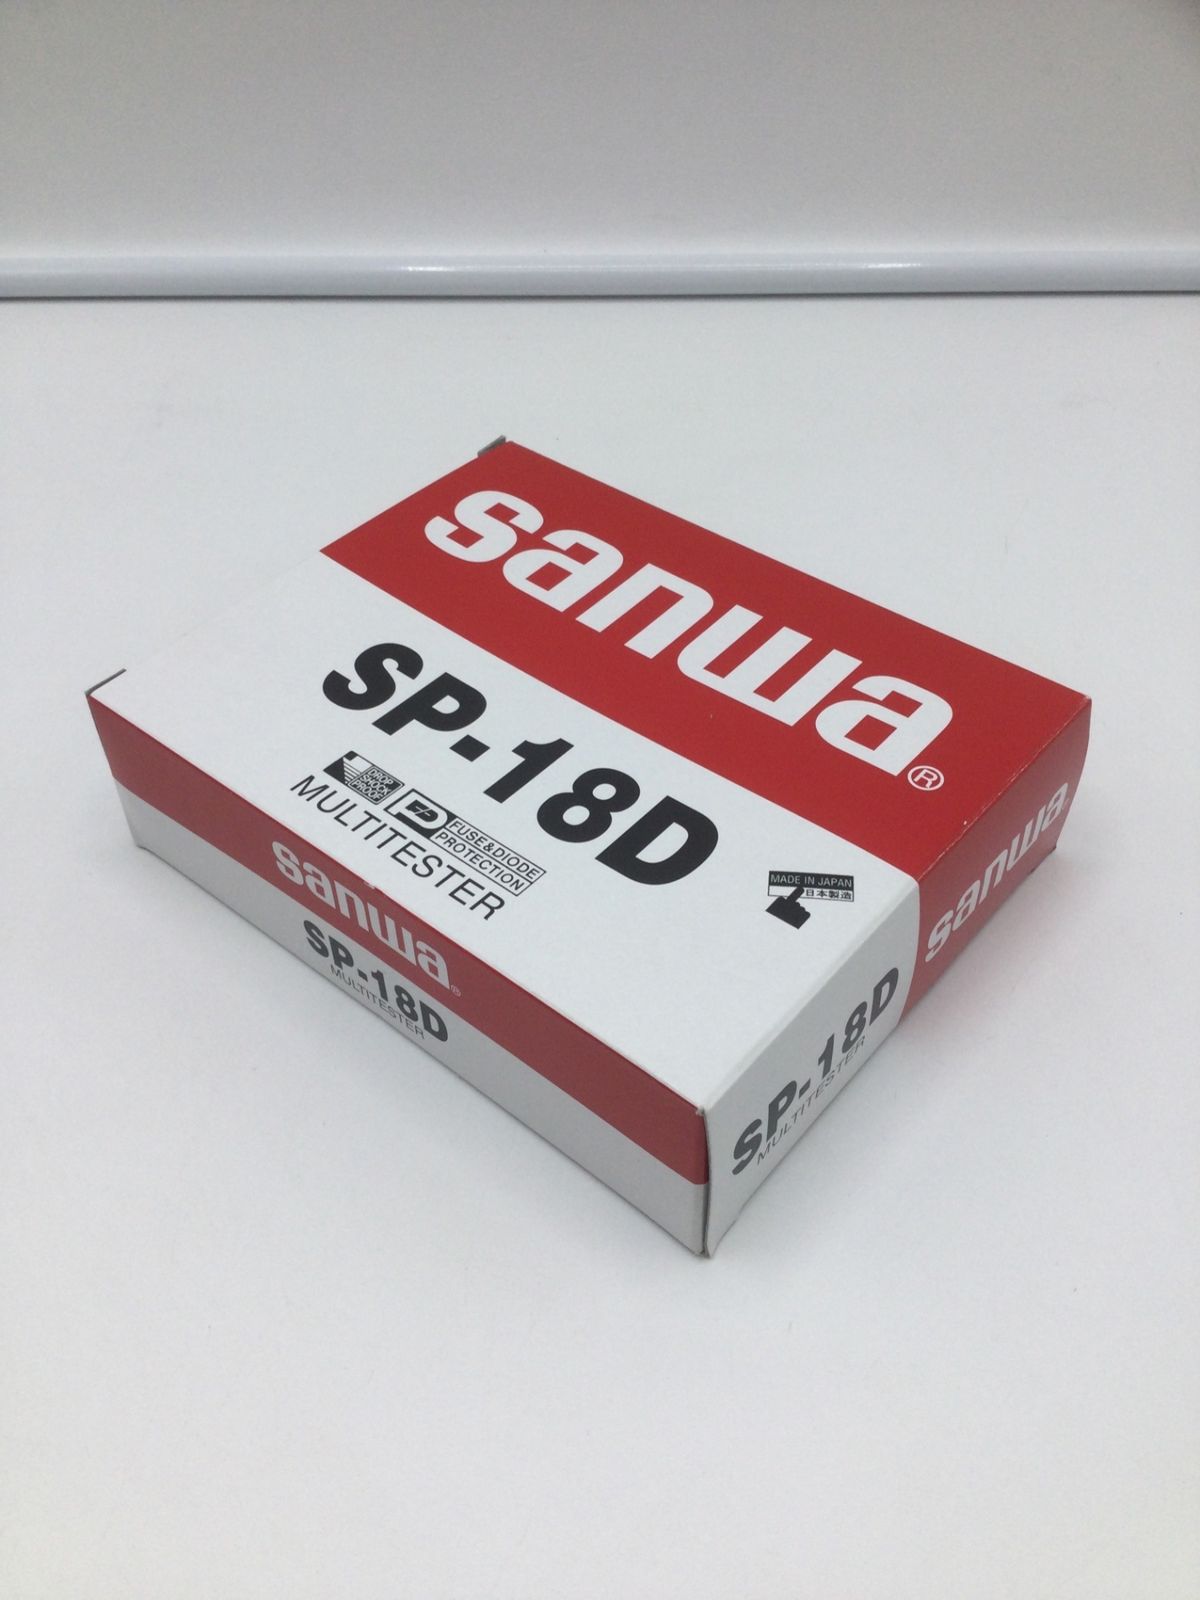 sanwa®
SP-18D
DROP
SHOCK
PROOF
FUSE&DIODE
PROTECTION
MULTITESTER
MADE IN JAPAN
日本製造
sanwa®
SP-18D
MULTITESTER
sanwa
SP-18D
MULTITESTER